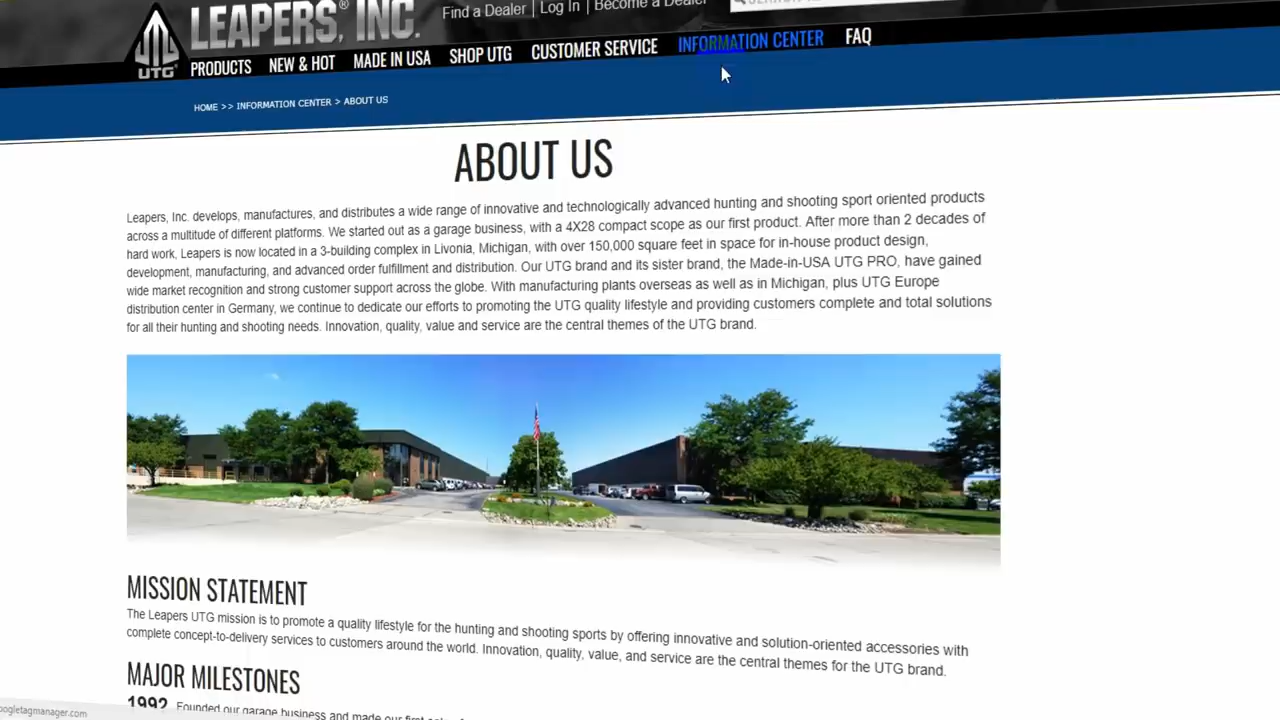 LEAPERS,® INC.
Find a Dealer | Log In | Become a Dealer
UTG®
PRODUCTS NEW & HOT MADE IN USA SHOP UTG CUSTOMER SERVICE INFORMATION CENTER FAQ
HOME >> INFORMATION CENTER > ABOUT US
ABOUT US
Leapers, Inc. develops, manufactures, and distributes a wide range of innovative and technologically advanced hunting and shooting sport oriented products
across a multitude of different platforms. We started out as a garage business, with a 4X28 compact scope as our first product. After more than 2 decades of
hard work, Leapers is now located in a 3-building complex in Livonia, Michigan, with over 150,000 square feet in space for in-house product design,
development, manufacturing, and advanced order fulfillment and distribution. Our UTG brand and its sister brand, the Made-in-USA UTG PRO, have gained
wide market recognition and strong customer support across the globe. With manufacturing plants overseas as well as in Michigan, plus UTG Europe
distribution center in Germany, we continue to dedicate our efforts to promoting the UTG quality lifestyle and providing customers complete and total solutions
for all their hunting and shooting needs. Innovation, quality, value and service are the central themes of the UTG brand.
MISSION STATEMENT
The Leapers UTG mission is to promote a quality lifestyle for the hunting and shooting sports by offering innovative and solution-oriented accessories with
complete concept-to-delivery services to customers around the world. Innovation, quality, value, and service are the central themes for the UTG brand.
MAJOR MILESTONES
1992 Founded our garage business and made our first
oogletagmanager.com